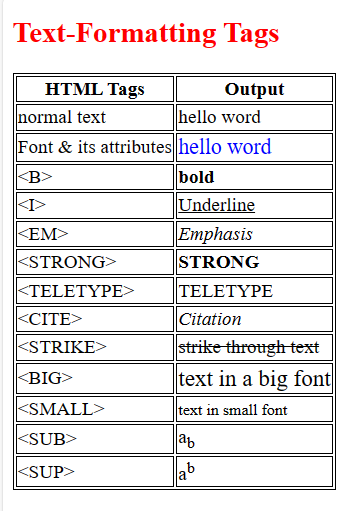 Text-Formatting Tags
HTML Tags Output
normal text hello word
Font & its attributes hello word
<B> bold
<I> Underline
<EM> Emphasis
<STRONG> STRONG
<TELETYPE> TELETYPE
<CITE> Citation
<STRIKE> strike through text
<BIG> text in a big font
<SMALL> text in small font
<SUB> ab
<SUP> ab